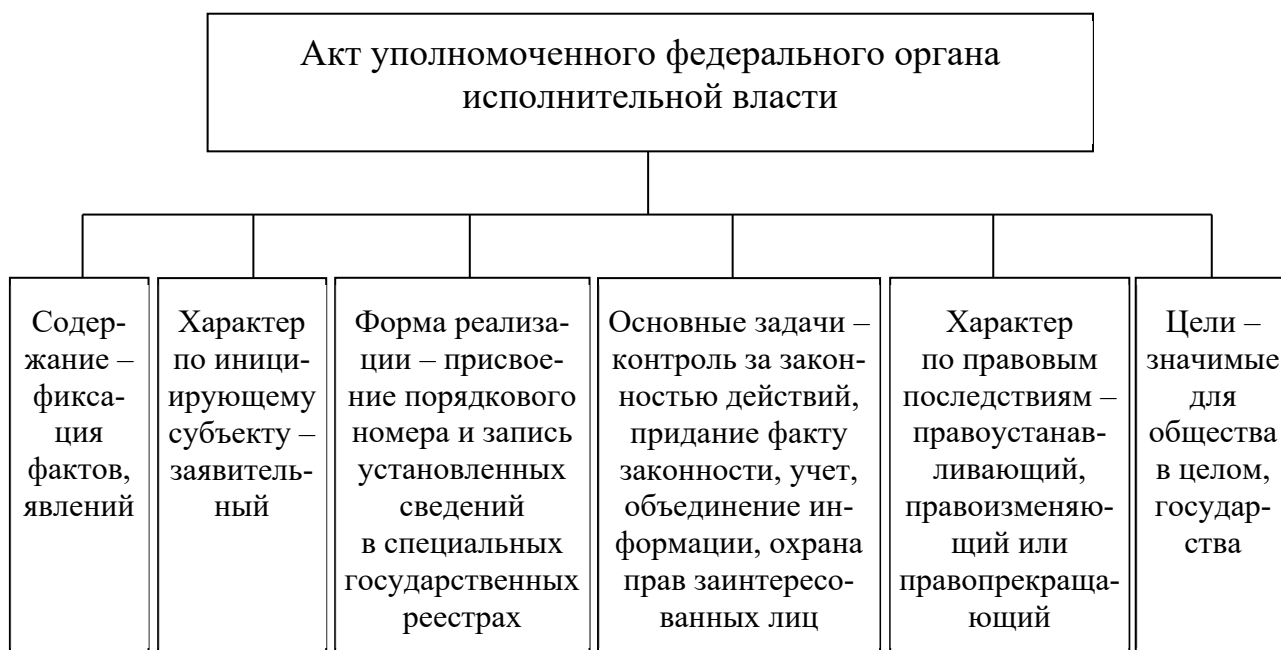 Акт уполномоченного федерального органа
исполнительной власти
Содер-
жание –
фикса-
ция
фактов,
явлений
Характер
по иници-
ирующему
субъекту –
заявитель-
ный
Форма реализа-
ции – присвое-
ние порядкового
номера и запись
установленных
сведений
в специальных
государственных
реестрах
Основные задачи –
контроль за закон-
ностью действий,
придание факту
законности, учет,
объединение ин-
формации, охрана
прав заинтересо-
ванных лиц
Характер
по правовым
последствиям –
правоустанав-
ливающий,
правоизменяю-
щий или
правопрекраща-
ющий
Цели –
значимые
для
общества
в целом,
государ-
ства